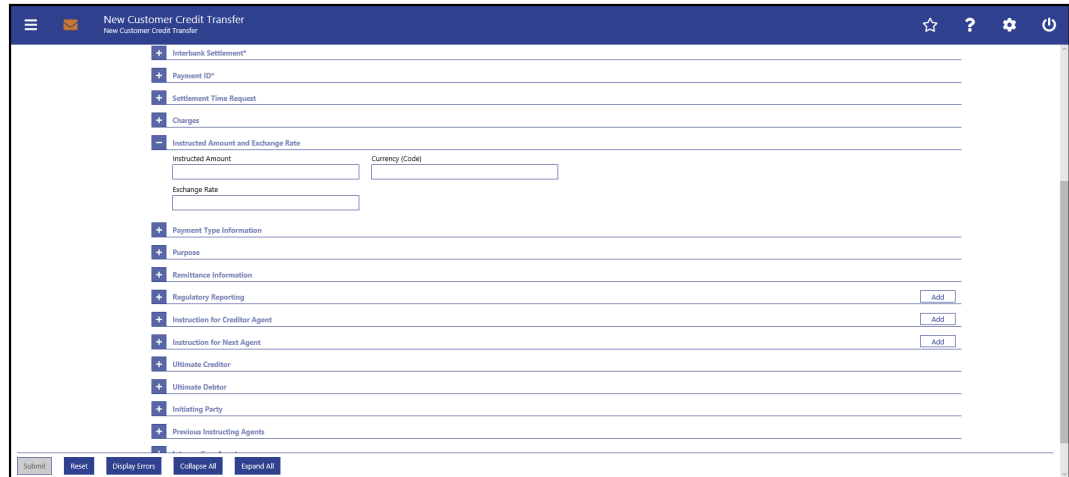 New Customer Credit Transfer
New Customer Credit Transfer
Interbank Settlement*
Payment ID*
Settlement Time Request
Charges
Instructed Amount and Exchange Rate
Instructed Amount Currency (Code)
Exchange Rate
Payment Type Information
Purpose
Remittance Information
Regulatory Reporting Add
Instruction for Creditor Agent Add
Instruction for Next Agent Add
Ultimate Creditor
Ultimate Debtor
Initiating Party
Previous Instructing Agents
Submit Reset Display Errors Collapse All Expand All